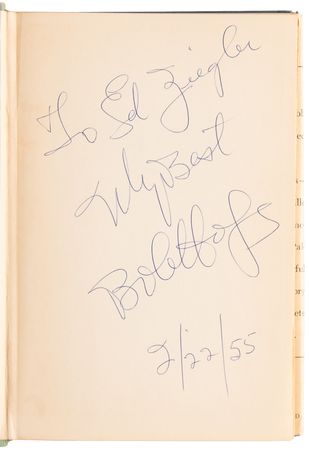 To Ed Ziegler
My Best
Bob Hope
2/22/55